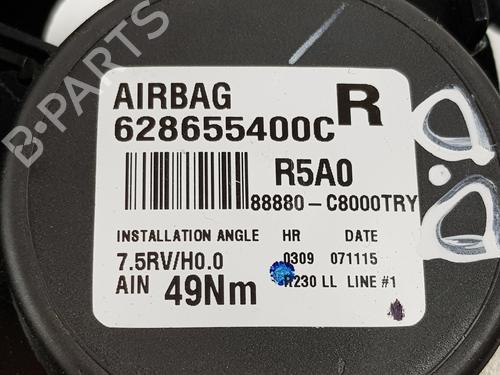 B-PARTS
AIRBAG R
628655400C
R5A0
88880-C8000TRY
INSTALLATION ANGLE HR DATE
7.5RV/H0.0 0309 071115
AIN 49Nm R230 LL LINE #1